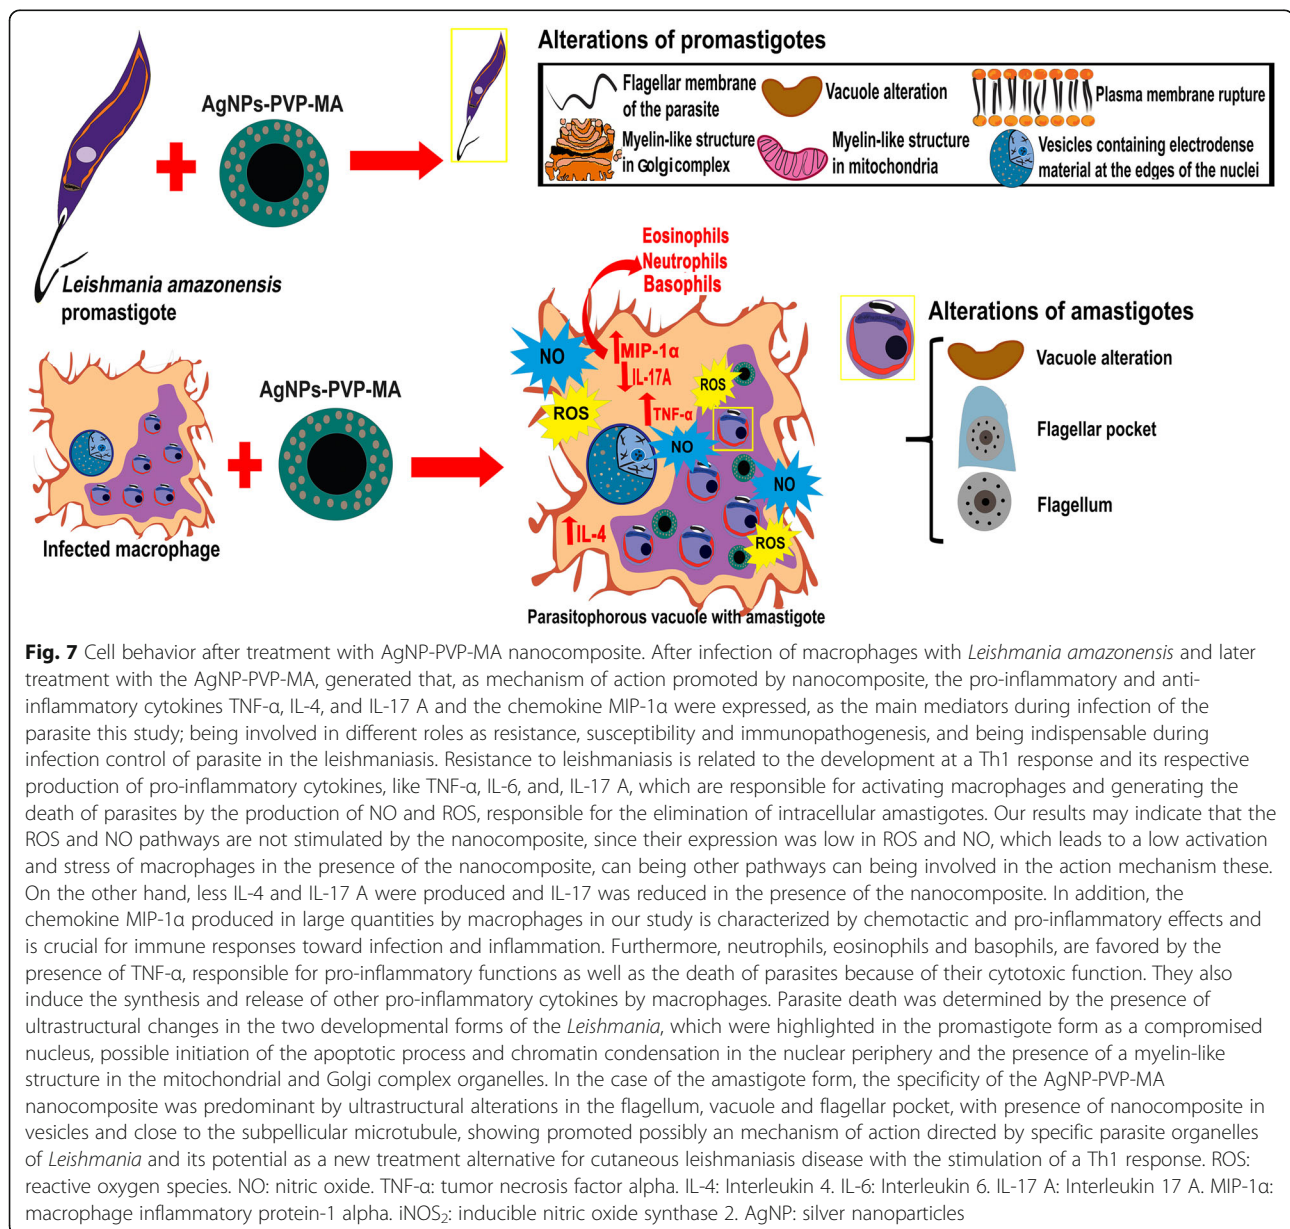 Alterations of promastigotes
AgNPs-PVP-MA
Flagellar membrane
of the parasite
Vacuole alteration
Plasma membrane rupture
Myelin-like structure
in Golgi complex
Myelin-like structure
in mitochondria
Vesicles containing electrodense
material at the edges of the nuclei
Leishmania amazonensis
promastigote
Eosinophils
Neutrophils
Basophils
AgNPs-PVP-MA
Infected macrophage
NO
MIP-1α
IL-17A
ROS
ROS
TNF-α
NO
NO
IL-4
ROS
Parasitophorous vacuole with amastigote
Alterations of amastigotes
Vacuole alteration
Flagellar pocket
Flagellum
Fig. 7 Cell behavior after treatment with AgNP-PVP-MA nanocomposite. After infection of macrophages with Leishmania amazonensis and later
treatment with the AgNP-PVP-MA, generated that, as mechanism of action promoted by nanocomposite, the pro-inflammatory and anti-
inflammatory cytokines TNF-α, IL-4, and IL-17 A and the chemokine MIP-1α were expressed, as the main mediators during infection of the
parasite this study; being involved in different roles as resistance, susceptibility and immunopathogenesis, and being indispensable during
infection control of parasite in the leishmaniasis. Resistance to leishmaniasis is related to the development at a Th1 response and its respective
production of pro-inflammatory cytokines, like TNF-α, IL-6, and, IL-17 A, which are responsible for activating macrophages and generating the
death of parasites by the production of NO and ROS, responsible for the elimination of intracellular amastigotes. Our results may indicate that the
ROS and NO pathways are not stimulated by the nanocomposite, since their expression was low in ROS and NO, which leads to a low activation
and stress of macrophages in the presence of the nanocomposite, can being other pathways can being involved in the action mechanism these.
On the other hand, less IL-4 and IL-17 A were produced and IL-17 was reduced in the presence of the nanocomposite. In addition, the
chemokine MIP-1α produced in large quantities by macrophages in our study is characterized by chemotactic and pro-inflammatory effects and
is crucial for immune responses toward infection and inflammation. Furthermore, neutrophils, eosinophils and basophils, are favored by the
presence of TNF-α, responsible for pro-inflammatory functions as well as the death of parasites because of their cytotoxic function. They also
induce the synthesis and release of other pro-inflammatory cytokines by macrophages. Parasite death was determined by the presence of
ultrastructural changes in the two developmental forms of the Leishmania, which were highlighted in the promastigote form as a compromised
nucleus, possible initiation of the apoptotic process and chromatin condensation in the nuclear periphery and the presence of a myelin-like
structure in the mitochondrial and Golgi complex organelles. In the case of the amastigote form, the specificity of the AgNP-PVP-MA
nanocomposite was predominant by ultrastructural alterations in the flagellum, vacuole and flagellar pocket, with presence of nanocomposite in
vesicles and close to the subpellicular microtubule, showing promoted possibly an mechanism of action directed by specific parasite organelles
of Leishmania and its potential as a new treatment alternative for cutaneous leishmaniasis disease with the stimulation of a Th1 response. ROS:
reactive oxygen species. NO: nitric oxide. TNF-α: tumor necrosis factor alpha. IL-4: Interleukin 4. IL-6: Interleukin 6. IL-17 A: Interleukin 17 A. MIP-1α:
macrophage inflammatory protein-1 alpha. iNOS₂: inducible nitric oxide synthase 2. AgNP: silver nanoparticles